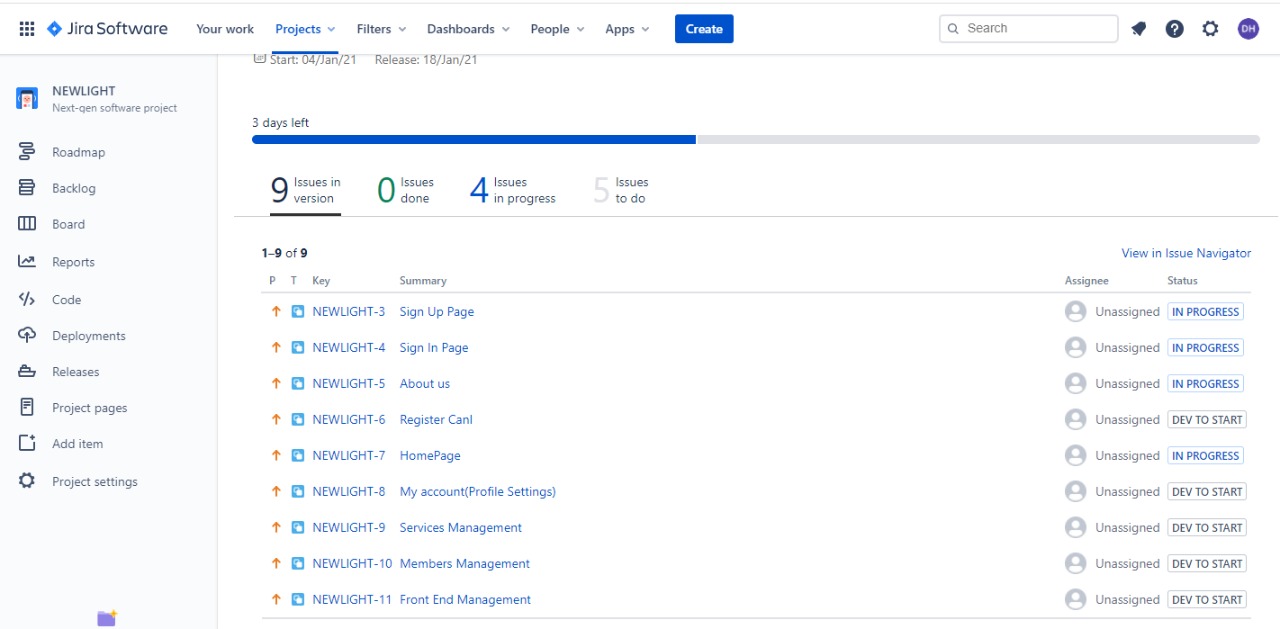 Jira Software Your work Projects Filters Dashboards People Apps Create Search DH
Start: 04/Jan/21 Release: 18/Jan/21
NEWLIGHT
Next-gen software project
Roadmap
Backlog
Board
Reports
Code
Deployments
Releases
Project pages
Add item
Project settings
3 days left
9 Issues in version
0 Issues done
4 Issues in progress
5 Issues to do
1–9 of 9 View in Issue Navigator
P T Key Summary Assignee Status
NEWLIGHT-3 Sign Up Page Unassigned IN PROGRESS
NEWLIGHT-4 Sign In Page Unassigned IN PROGRESS
NEWLIGHT-5 About us Unassigned IN PROGRESS
NEWLIGHT-6 Register Canl Unassigned DEV TO START
NEWLIGHT-7 HomePage Unassigned IN PROGRESS
NEWLIGHT-8 My account(Profile Settings) Unassigned DEV TO START
NEWLIGHT-9 Services Management Unassigned DEV TO START
NEWLIGHT-10 Members Management Unassigned DEV TO START
NEWLIGHT-11 Front End Management Unassigned DEV TO START